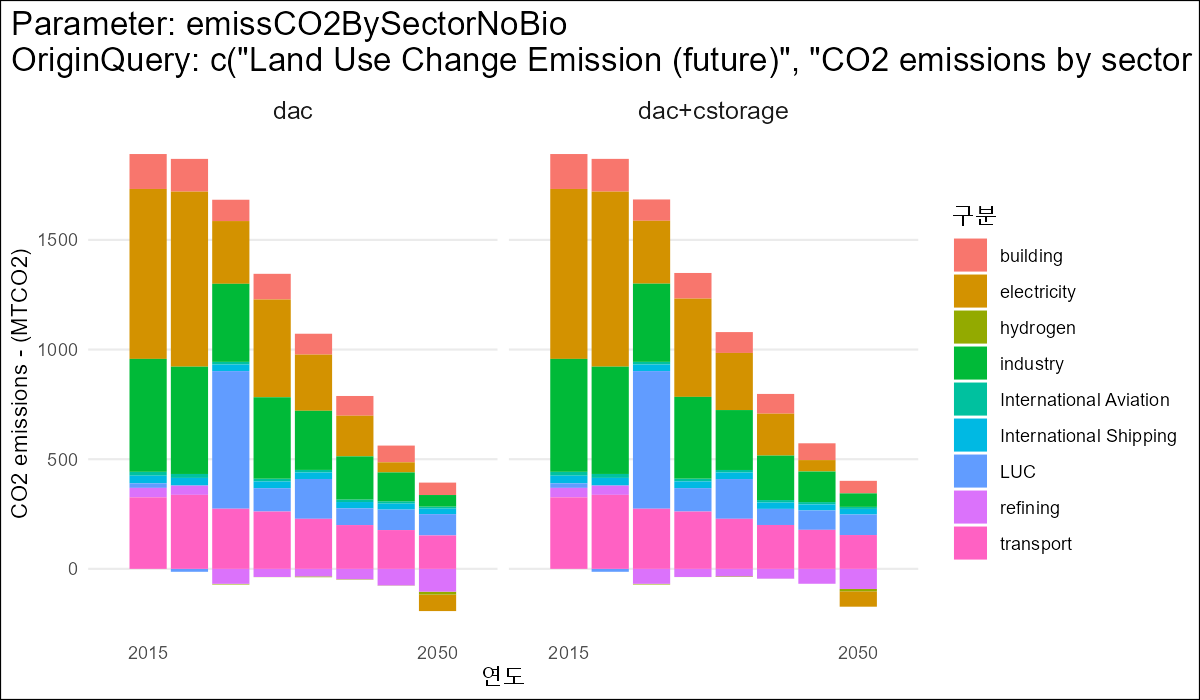 Parameter: emissCO2BySectorNoBio
OriginQuery: c("Land Use Change Emission (future)", "CO2 emissions by sector
dac
dac+cstorage
CO2 emissions - (MTCO2)
1500
1000
500
0
2015
2050
2015
2050
연도
구분
building
electricity
hydrogen
industry
International Aviation
International Shipping
LUC
refining
transport